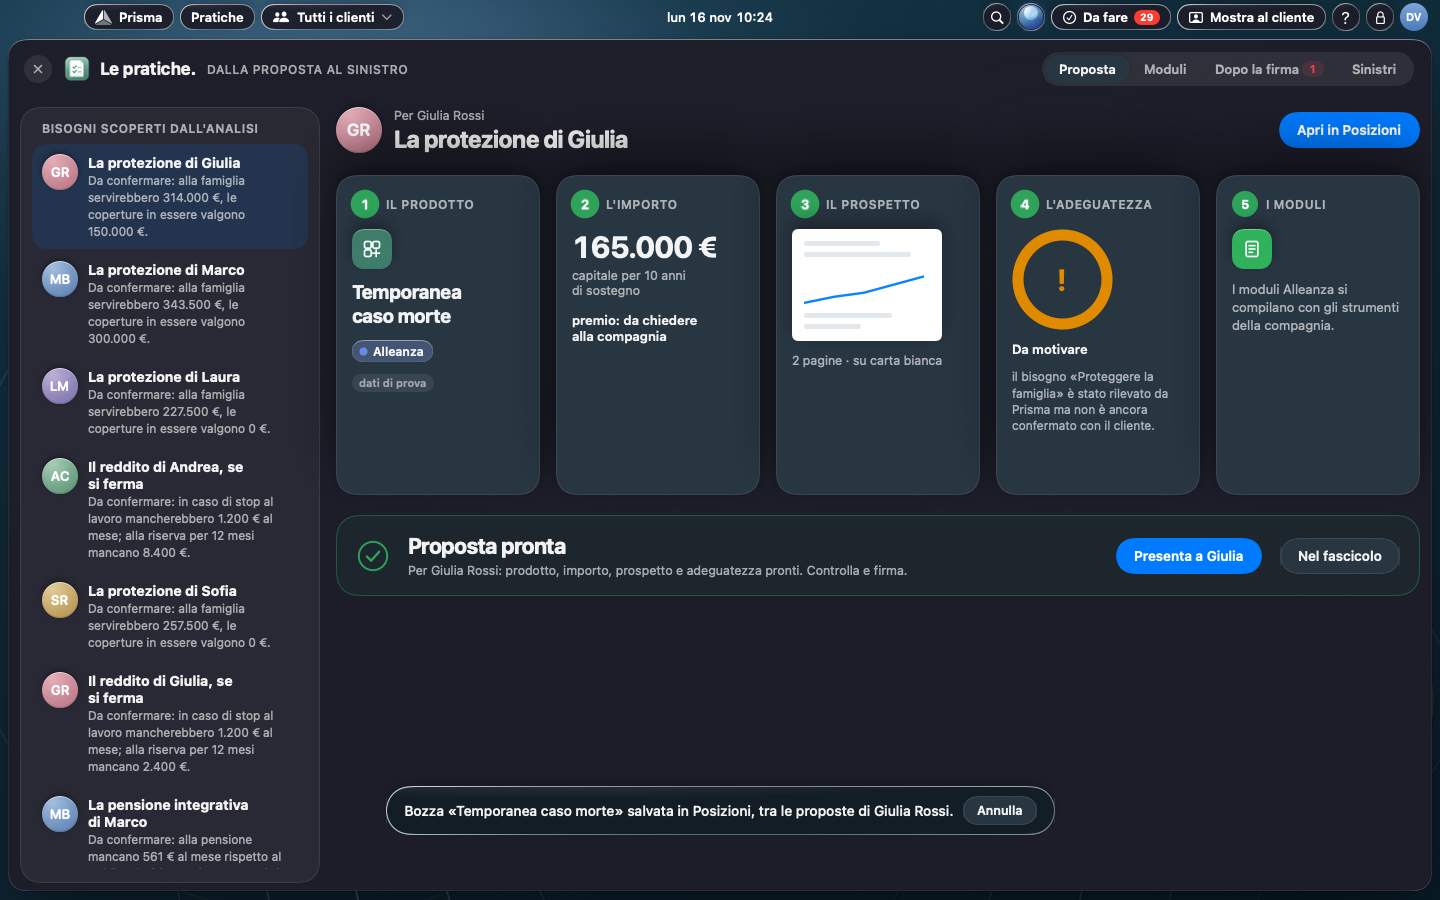 Prisma
Pratiche
Tutti i clienti
lun 16 nov 10:24
Da fare 29
Mostra al cliente
?
DV
Le pratiche. DALLA PROPOSTA AL SINISTRO
Proposta
Moduli
Dopo la firma 1
Sinistri
BISOGNI SCOPERTI DALL'ANALISI
GR
La protezione di Giulia
Da confermare: alla famiglia
servirebbero 314.000 €, le
coperture in essere valgono
150.000 €.
MB
La protezione di Marco
Da confermare: alla famiglia
servirebbero 343.500 €, le
coperture in essere valgono
300.000 €.
LM
La protezione di Laura
Da confermare: alla famiglia
servirebbero 227.500 €, le
coperture in essere valgono 0 €.
AC
Il reddito di Andrea, se
si ferma
Da confermare: in caso di stop al
lavoro mancherebbero 1.200 € al
mese; alla riserva per 12 mesi
mancano 8.400 €.
SR
La protezione di Sofia
Da confermare: alla famiglia
servirebbero 257.500 €, le
coperture in essere valgono 0 €.
GR
Il reddito di Giulia, se
si ferma
Da confermare: in caso di stop al
lavoro mancherebbero 1.200 € al
mese; alla riserva per 12 mesi
mancano 2.400 €.
MB
La pensione integrativa
di Marco
Da confermare: alla pensione
mancano 561 € al mese rispetto al
GR
Per Giulia Rossi
La protezione di Giulia
Apri in Posizioni
1 IL PRODOTTO
Temporanea
caso morte
Alleanza
dati di prova
2 L'IMPORTO
165.000 €
capitale per 10 anni
di sostegno
premio: da chiedere
alla compagnia
3 IL PROSPETTO
2 pagine · su carta bianca
4 L'ADEGUATEZZA
!
Da motivare
il bisogno «Proteggere la
famiglia» è stato rilevato da
Prisma ma non è ancora
confermato con il cliente.
5 I MODULI
I moduli Alleanza si
compilano con gli strumenti
della compagnia.
Proposta pronta
Per Giulia Rossi: prodotto, importo, prospetto e adeguatezza pronti. Controlla e firma.
Presenta a Giulia
Nel fascicolo
Bozza «Temporanea caso morte» salvata in Posizioni, tra le proposte di Giulia Rossi.
Annulla